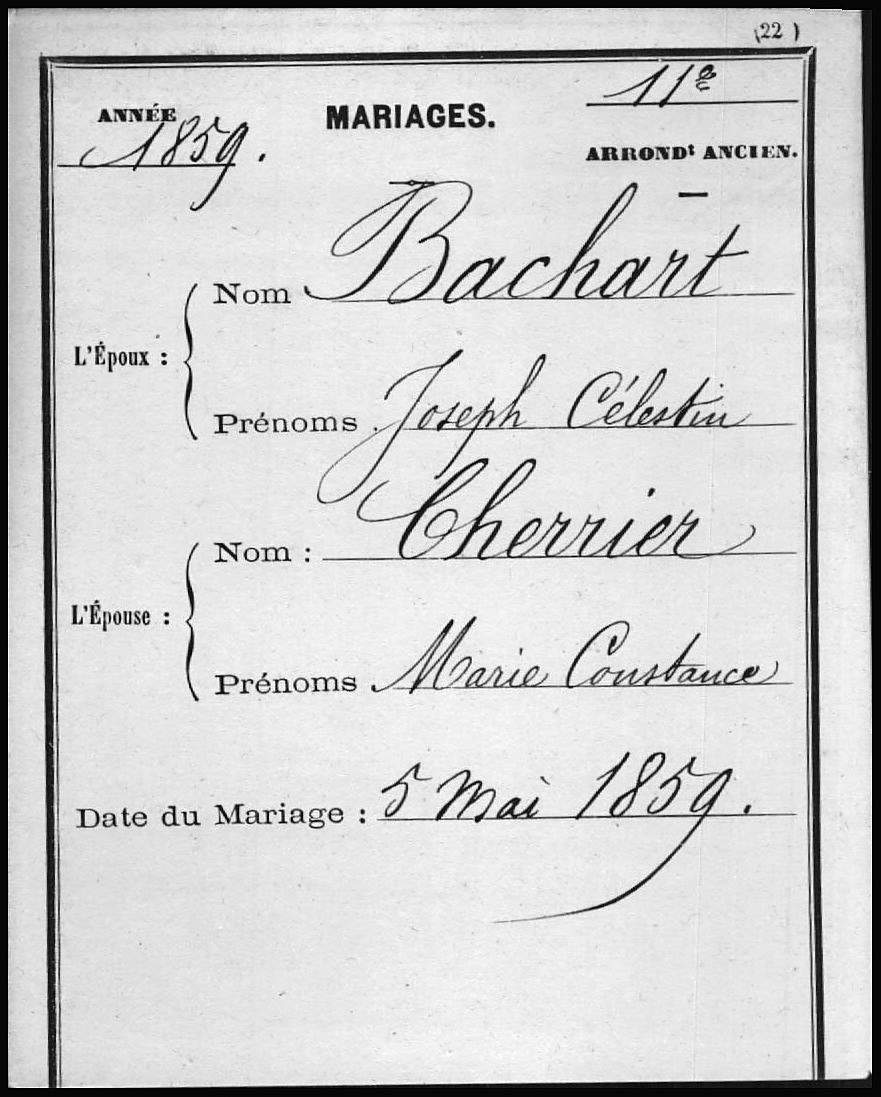 (22)
ANNÉE MARIAGES. 11e
1859. ARRONDt ANCIEN.
Nom Bachart
L'Époux :
Prénoms Joseph Célestin
Nom : Cherrier
L'Épouse :
Prénoms Marie Constance
Date du Mariage : 5 mai 1859.